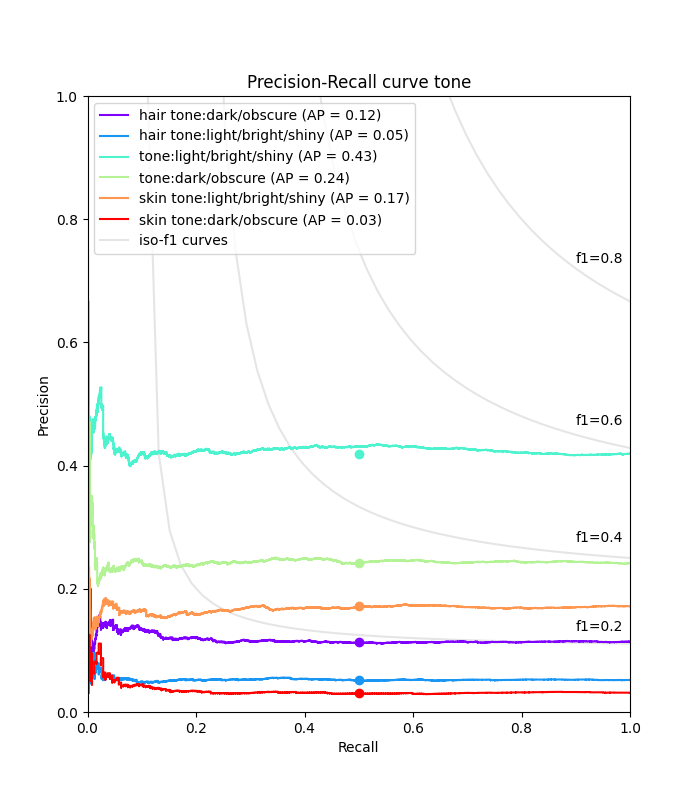 Precision-Recall curve tone
hair tone:dark/obscure (AP = 0.12)
hair tone:light/bright/shiny (AP = 0.05)
tone:light/bright/shiny (AP = 0.43)
tone:dark/obscure (AP = 0.24)
skin tone:light/bright/shiny (AP = 0.17)
skin tone:dark/obscure (AP = 0.03)
iso-f1 curves
f1=0.8
f1=0.6
f1=0.4
f1=0.2
Precision
1.0
0.8
0.6
0.4
0.2
0.0
0.0 0.2 0.4 0.6 0.8 1.0
Recall